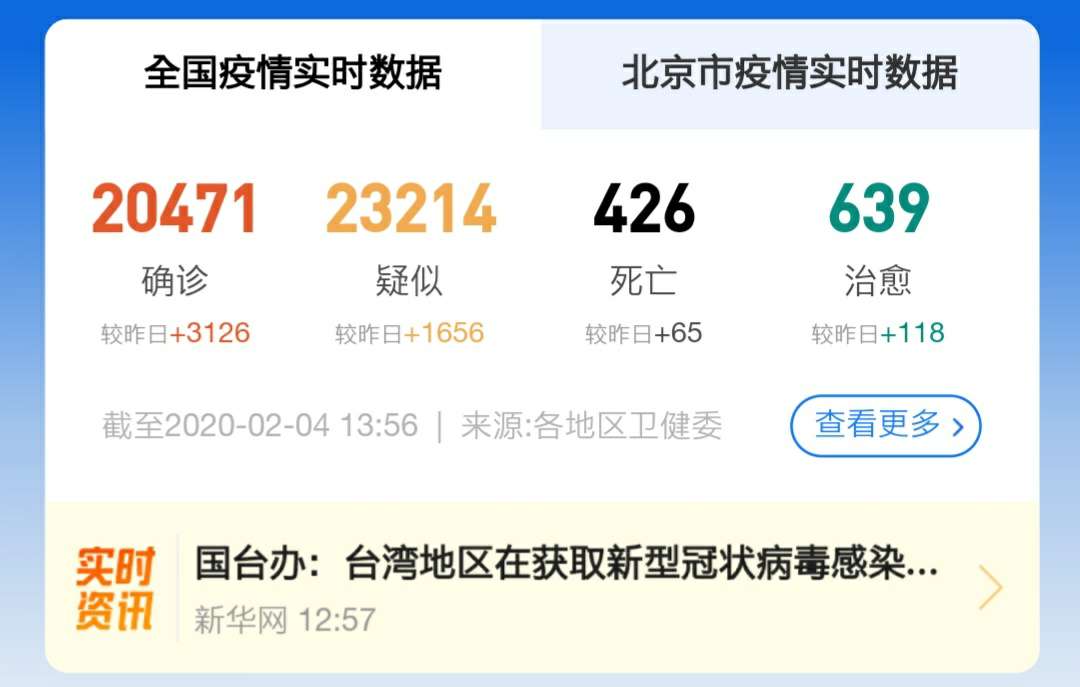 全国疫情实时数据 北京市疫情实时数据
20471 23214 426 639
确诊 疑似 死亡 治愈
较昨日+3126 较昨日+1656 较昨日+65 较昨日+118
截至2020-02-04 13:56 | 来源:各地区卫健委 查看更多
实时资讯
国台办：台湾地区在获取新型冠状病毒感染...
新华网 12:57